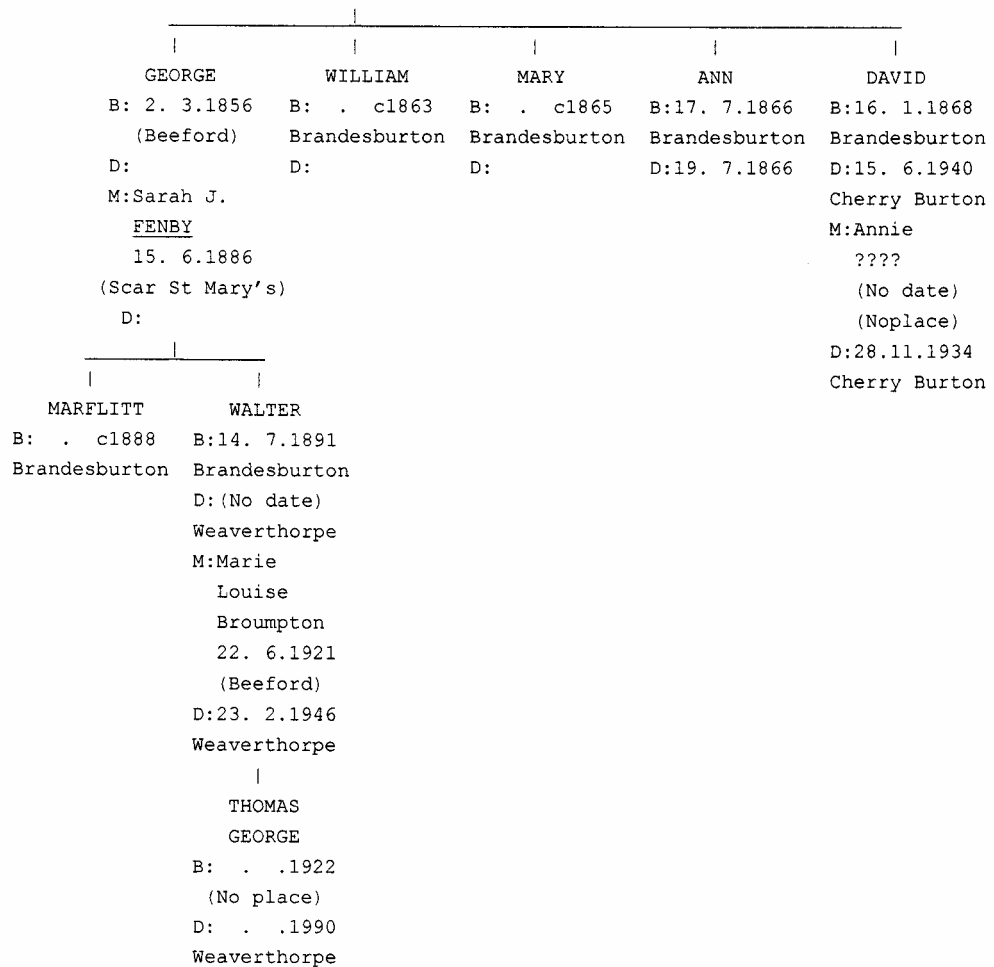 GEORGE WILLIAM MARY ANN DAVID
B: 2. 3.1856 B: . c1863 B: . c1865 B:17. 7.1866 B:16. 1.1868
(Beeford) Brandesburton Brandesburton Brandesburton Brandesburton
D: D: D: D:19. 7.1866 D:15. 6.1940
M:Sarah J. Cherry Burton
FENBY M:Annie
15. 6.1886 ????
(Scar St Mary's) (No date)
D: (Noplace)
D:28.11.1934
Cherry Burton
MARFLITT WALTER
B: . c1888 B:14. 7.1891
Brandesburton Brandesburton
D:(No date)
Weaverthorpe
M:Marie
Louise
Broumpton
22. 6.1921
(Beeford)
D:23. 2.1946
Weaverthorpe
THOMAS
GEORGE
B: . .1922
(No place)
D: . .1990
Weaverthorpe